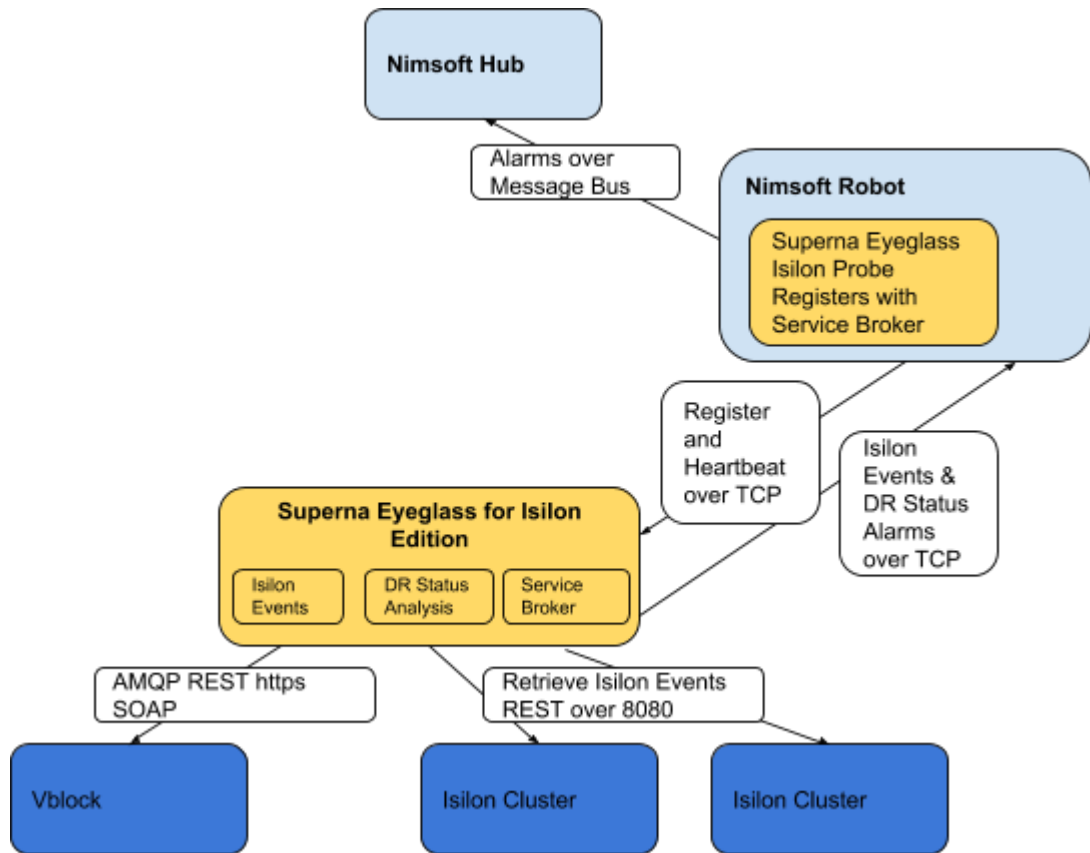 Nimsoft Hub
Alarms over
Message Bus
Nimsoft Robot
Superna Eyeglass
Isilon Probe
Registers with
Service Broker
Register
and
Heartbeat
over TCP
Isilon
Events &
DR Status
Alarms
over TCP
Superna Eyeglass for Isilon
Edition
Isilon
Events
DR Status
Analysis
Service
Broker
AMQP REST https
SOAP
Retrieve Isilon Events
REST over 8080
Vblock
Isilon Cluster
Isilon Cluster